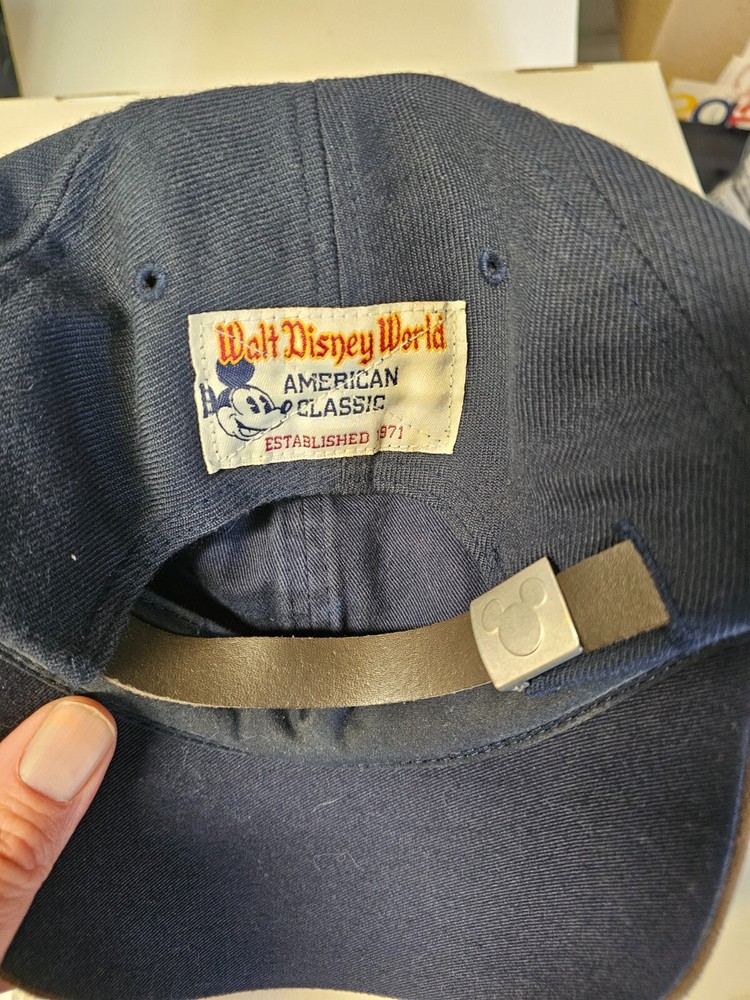 Walt Disney World
AMERICAN
CLASSIC
ESTABLISHED 1971